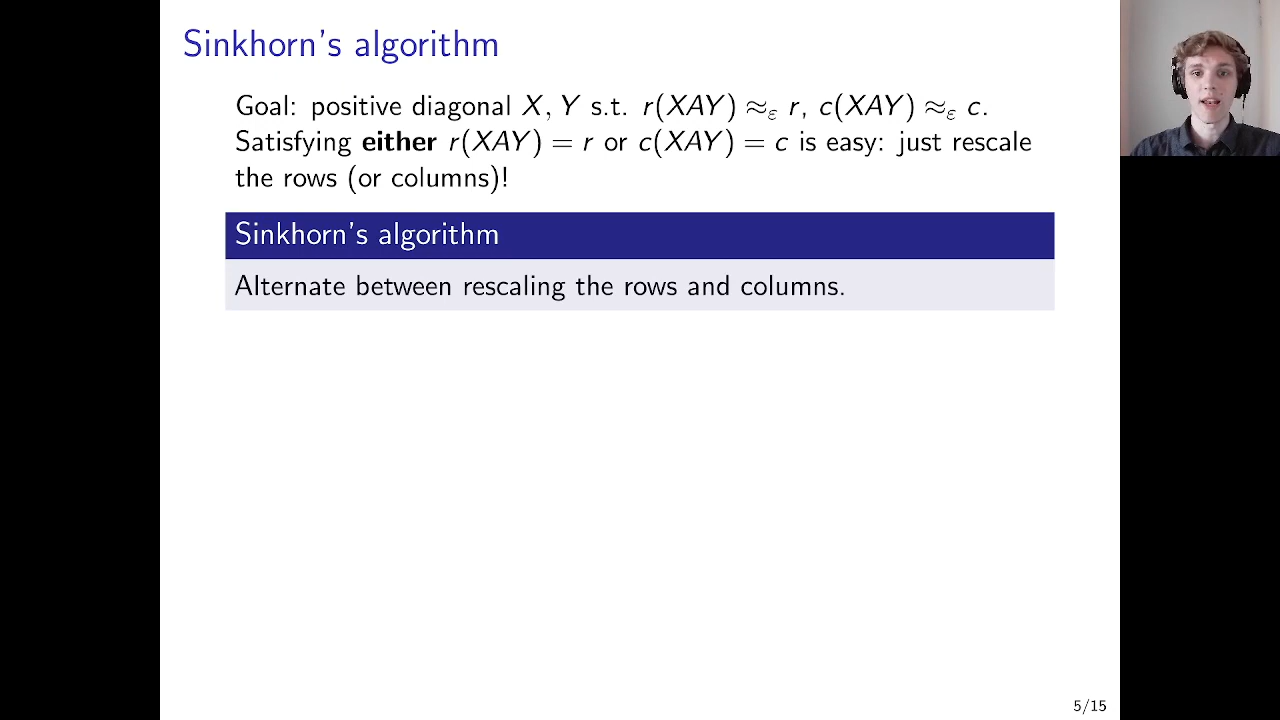 Sinkhorn's algorithm
Goal: positive diagonal X, Y s.t. r(XAY) ≈ε r, c(XAY) ≈ε c.
Satisfying either r(XAY) = r or c(XAY) = c is easy: just rescale
the rows (or columns)!
Sinkhorn's algorithm
Alternate between rescaling the rows and columns.
5/15